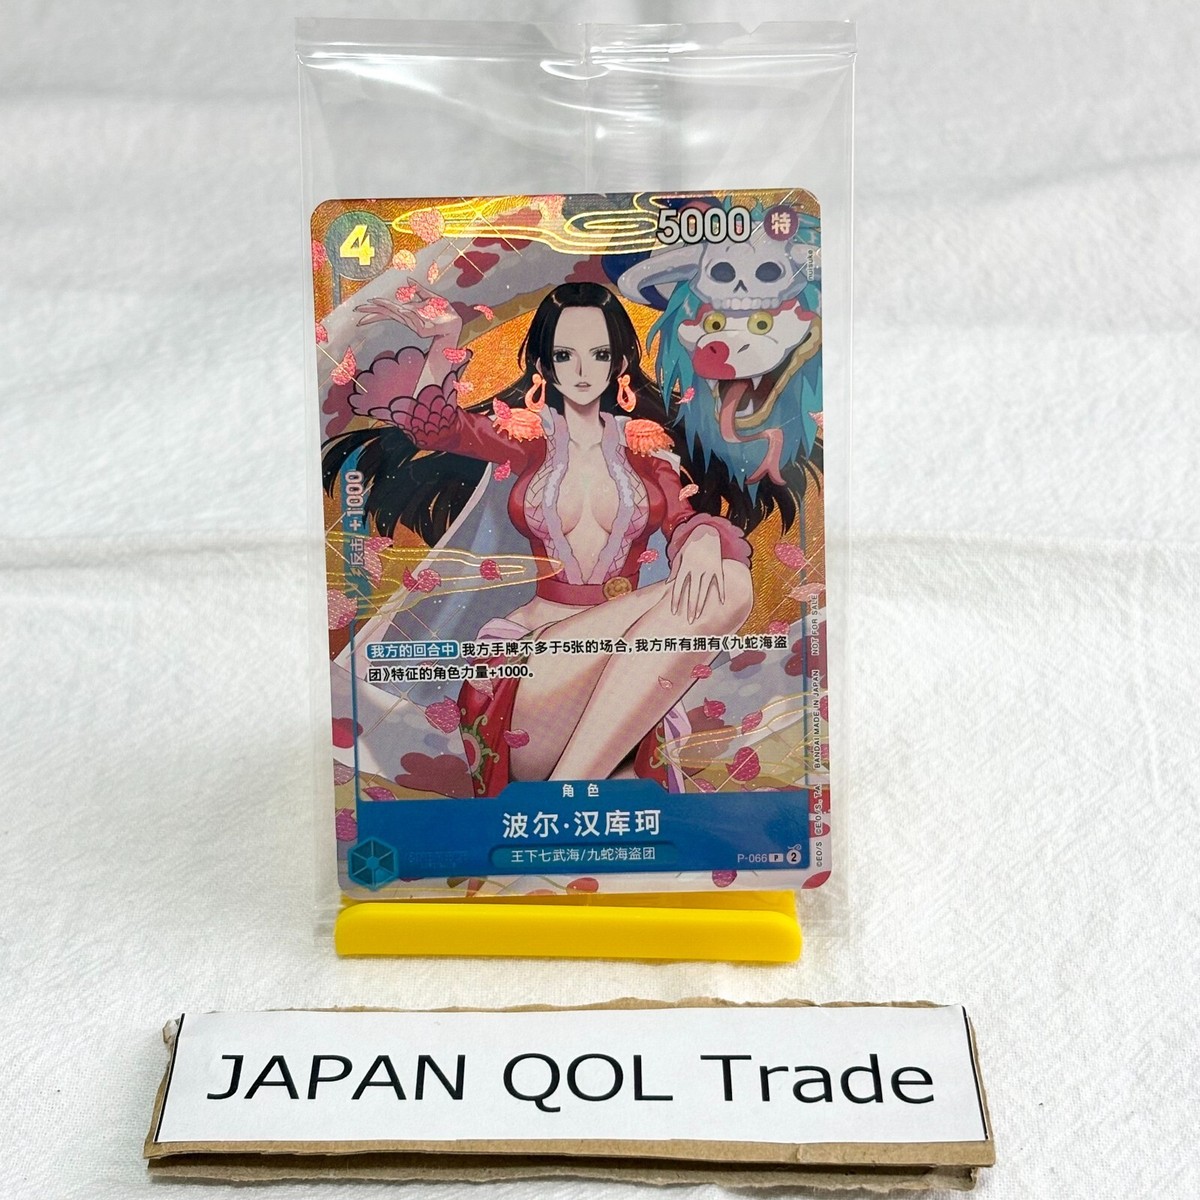 4
5000 特
反击 +1000
我方的回合中 我方手牌不多于5张的场合,我方所有拥有《九蛇海盗
团》特征的角色力量+1000。
角色
波尔·汉库珂
王下七武海/九蛇海盗团
P-066 P 2
BANDAI MADE IN JAPAN NOT FOR SALE
JAPAN QOL Trade